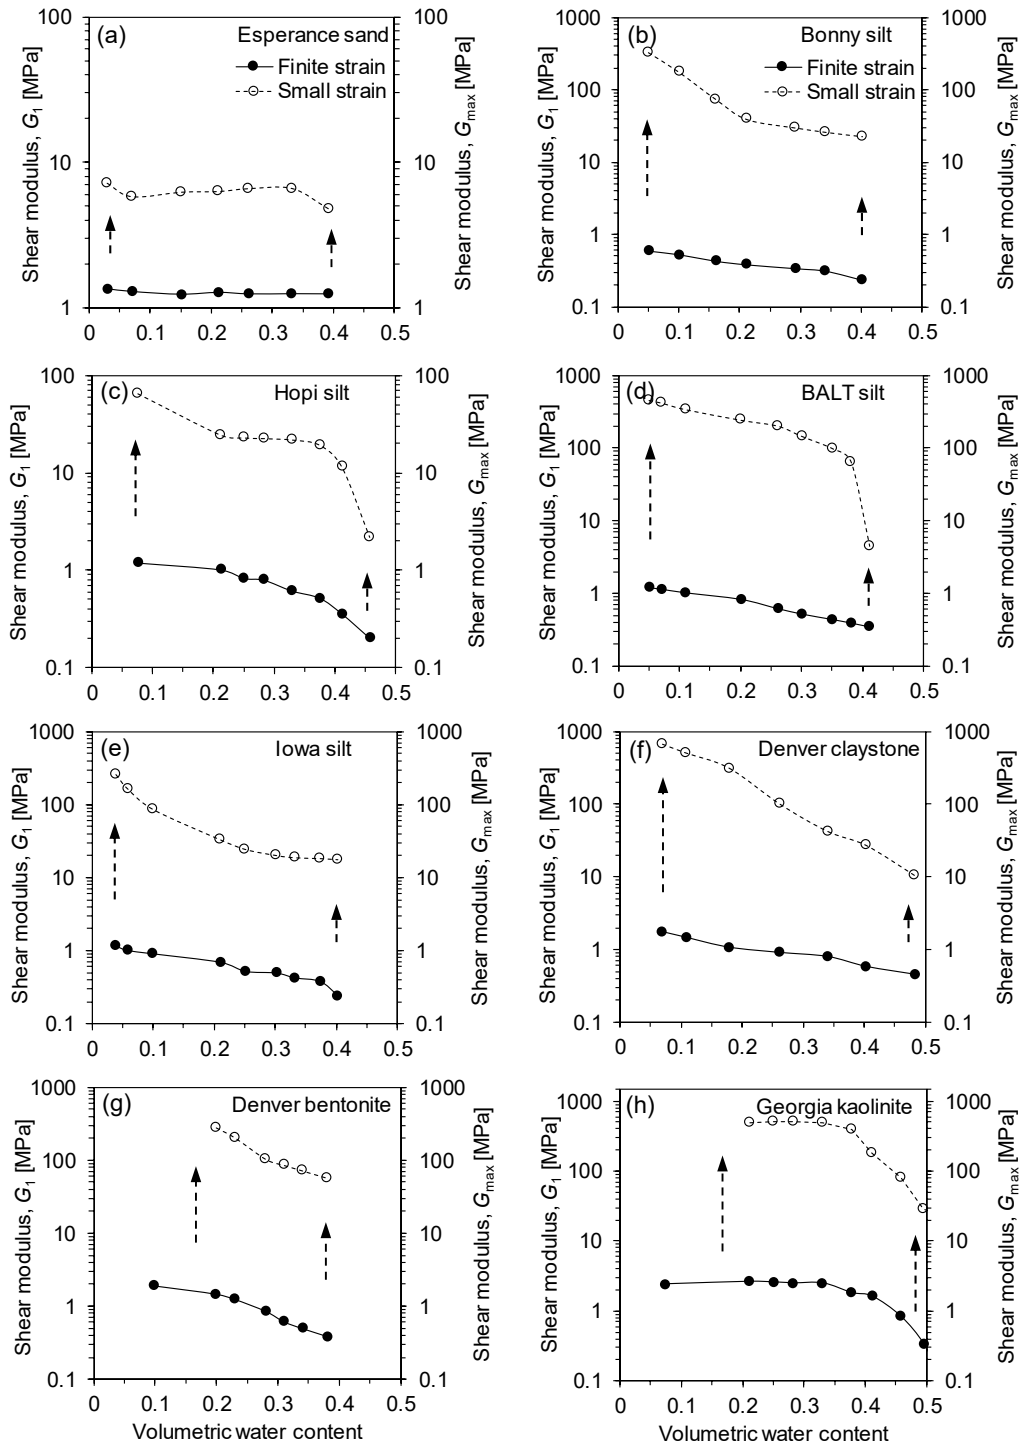 (a) Esperance sand
Finite strain
Small strain
Shear modulus, G1 [MPa]
Shear modulus, Gmax [MPa]
100
10
1
100
10
1
0 0.1 0.2 0.3 0.4 0.5
(b) Bonny silt
Finite strain
Small strain
Shear modulus, G1 [MPa]
Shear modulus, Gmax [MPa]
1000
100
10
1
0.1
1000
100
10
1
0.1
0 0.1 0.2 0.3 0.4 0.5
(c) Hopi silt
Shear modulus, G1 [MPa]
Shear modulus, Gmax [MPa]
100
10
1
0.1
100
10
1
0.1
0 0.1 0.2 0.3 0.4 0.5
(d) BALT silt
Shear modulus, G1 [MPa]
Shear modulus, Gmax [MPa]
1000
100
10
1
0.1
1000
100
10
1
0.1
0 0.1 0.2 0.3 0.4 0.5
(e) Iowa silt
Shear modulus, G1 [MPa]
Shear modulus, Gmax [MPa]
1000
100
10
1
0.1
1000
100
10
1
0.1
0 0.1 0.2 0.3 0.4 0.5
(f) Denver claystone
Shear modulus, G1 [MPa]
Shear modulus, Gmax [MPa]
1000
100
10
1
0.1
1000
100
10
1
0.1
0 0.1 0.2 0.3 0.4 0.5
(g) Denver bentonite
Shear modulus, G1 [MPa]
Shear modulus, Gmax [MPa]
1000
100
10
1
0.1
1000
100
10
1
0.1
0 0.1 0.2 0.3 0.4 0.5
Volumetric water content
(h) Georgia kaolinite
Shear modulus, G1 [MPa]
Shear modulus, Gmax [MPa]
1000
100
10
1
0.1
1000
100
10
1
0.1
0 0.1 0.2 0.3 0.4 0.5
Volumetric water content